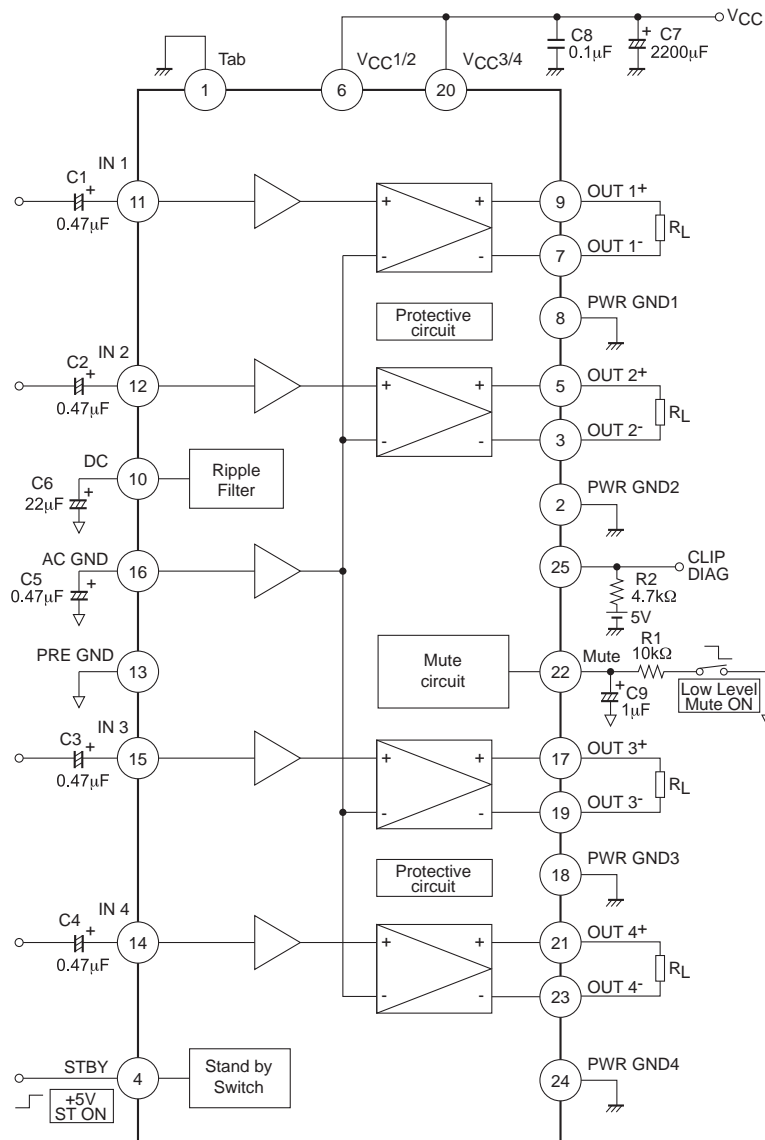 VCC
C8
0.1µF
+
C7
2200µF
Tab
VCC1/2
VCC3/4
1
6
20
IN 1
C1
+
0.47µF
11
+
+
-
-
9
OUT 1+
7
OUT 1-
RL
Protective
circuit
8
PWR GND1
IN 2
C2
+
0.47µF
12
+
+
-
-
5
OUT 2+
3
OUT 2-
RL
DC
C6
+
22µF
10
Ripple
Filter
2
PWR GND2
AC GND
C5
+
0.47µF
16
25
CLIP
DIAG
R2
4.7kΩ
5V
PRE GND
13
Mute
circuit
22
Mute
R1
10kΩ
+
C9
1µF
Low Level
Mute ON
IN 3
C3
+
0.47µF
15
+
+
-
-
17
OUT 3+
19
OUT 3-
RL
Protective
circuit
18
PWR GND3
IN 4
C4
+
0.47µF
14
+
+
-
-
21
OUT 4+
23
OUT 4-
RL
STBY
4
Stand by
Switch
+5V
ST ON
24
PWR GND4